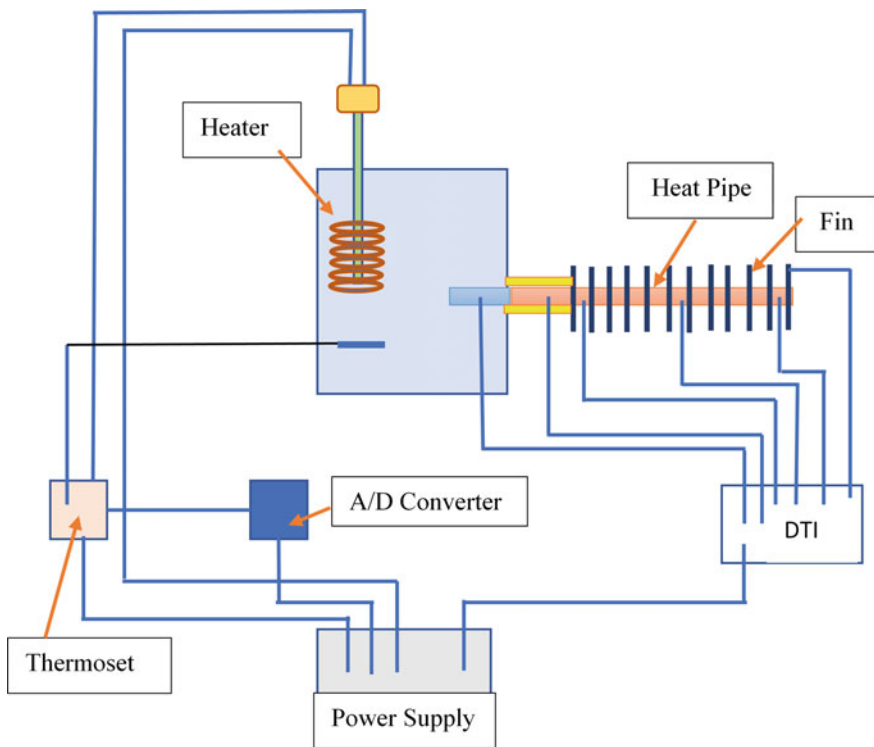 Heater
Heat Pipe
Fin
A/D Converter
DTI
Thermoset
Power Supply